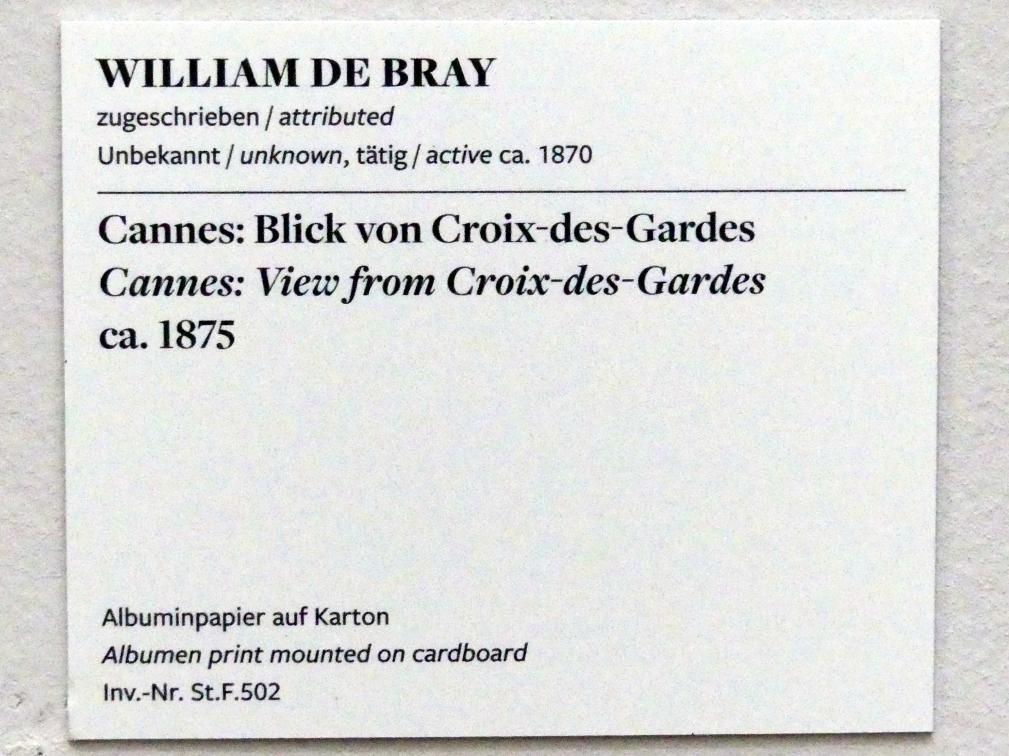 WILLIAM DE BRAY
zugeschrieben / attributed
Unbekannt / unknown, tätig / active ca. 1870
Cannes: Blick von Croix-des-Gardes
Cannes: View from Croix-des-Gardes
ca. 1875
Albuminpapier auf Karton
Albumen print mounted on cardboard
Inv.-Nr. St.F.502